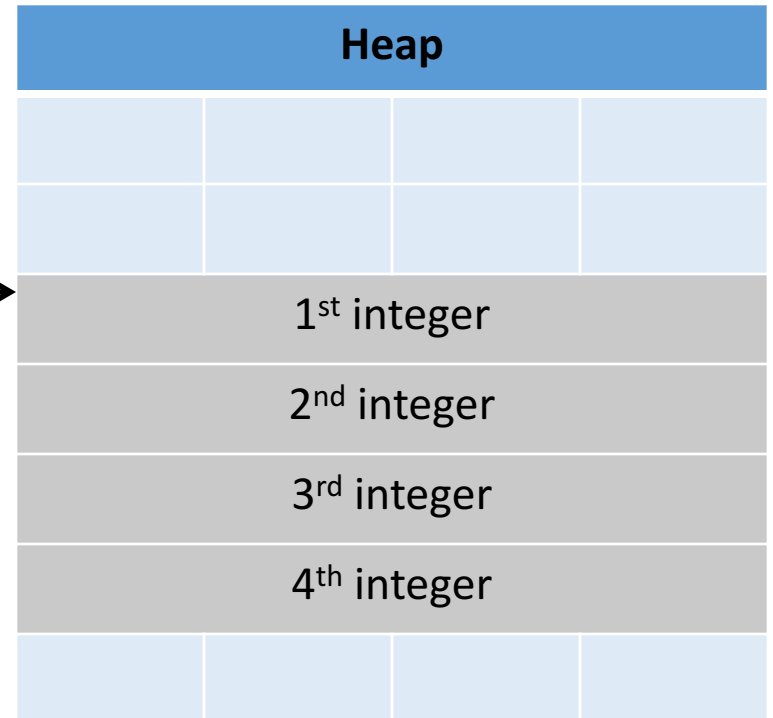 Heap
1st integer
2nd integer
3rd integer
4th integer